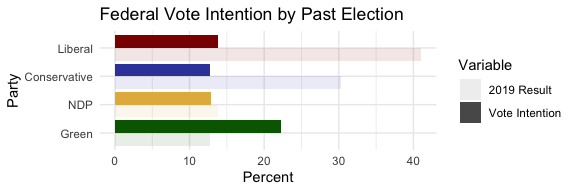 Federal Vote Intention by Past Election
Party
Liberal
Conservative
NDP
Green
0
10
20
30
40
Percent
Variable
2019 Result
Vote Intention